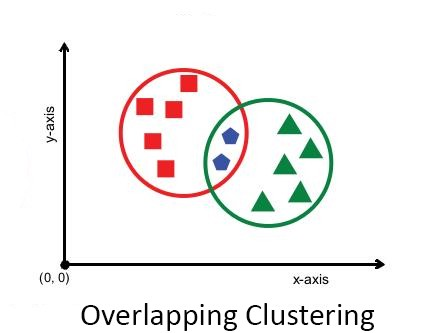 y-axis
(0, 0)
x-axis
Overlapping Clustering